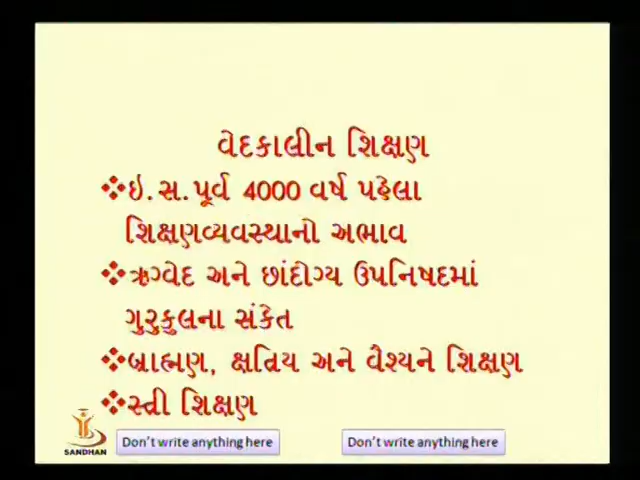 વેદકાલીન શિક્ષણ
❖ઇ.સ.પૂર્વ 4000 વર્ષ પહેલા
શિક્ષણવ્યવસ્થાનો અભાવ
❖ઋગ્વેદ અને છાંદોગ્ય ઉપનિષદમાં
ગુરુકુલના સંકેત
❖બ્રાહ્મણ, ક્ષત્રિય અને વૈશ્યને શિક્ષણ
❖સ્ત્રી શિક્ષણ
SANDHAN
Don't write anything here
Don't write anything here